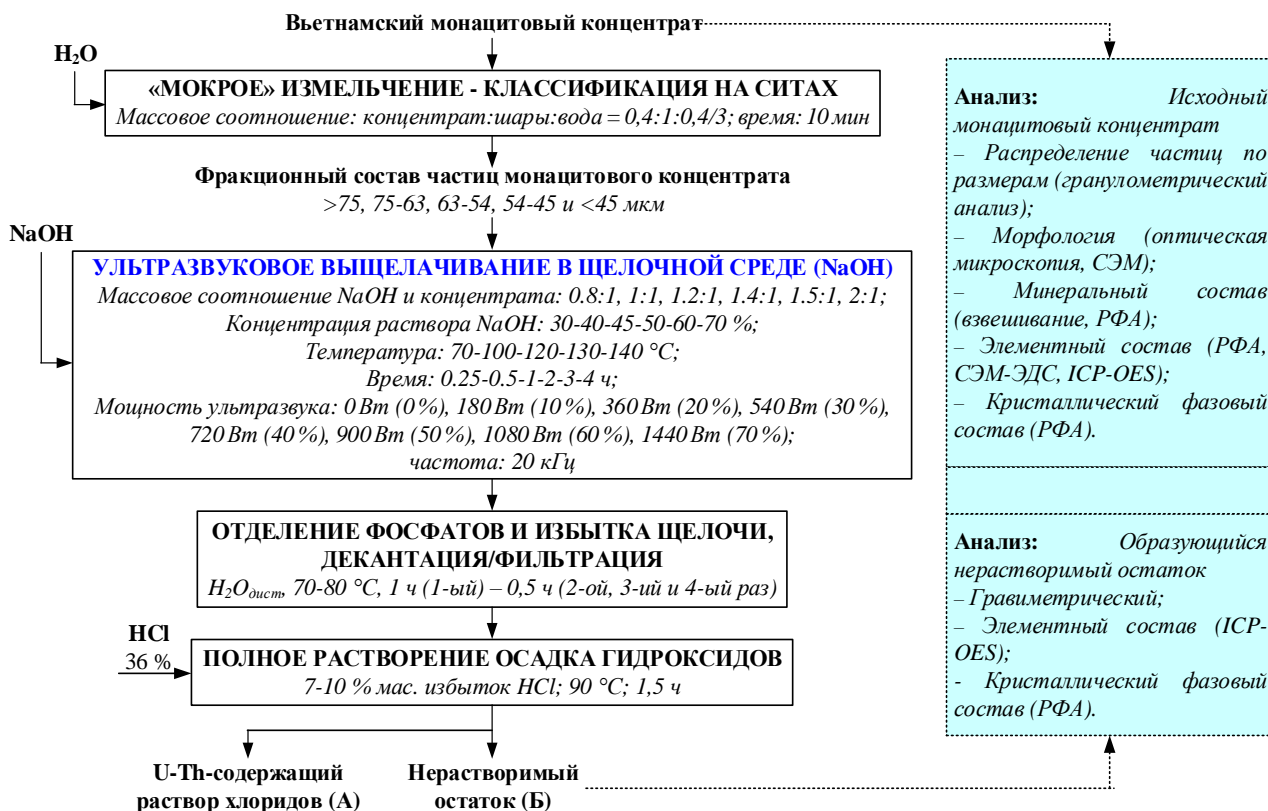 Вьетнамский монацитовый концентрат
H₂O
«МОКРОЕ» ИЗМЕЛЬЧЕНИЕ - КЛАССИФИКАЦИЯ НА СИТАХ
Массовое соотношение: концентрат:шары:вода = 0,4:1:0,4/3; время: 10 мин
Фракционный состав частиц монацитового концентрата
>75, 75-63, 63-54, 54-45 и <45 мкм
NaOH
УЛЬТРАЗВУКОВОЕ ВЫЩЕЛАЧИВАНИЕ В ЩЕЛОЧНОЙ СРЕДЕ (NaOH)
Массовое соотношение NaOH и концентрата: 0.8:1, 1:1, 1.2:1, 1.4:1, 1.5:1, 2:1;
Концентрация раствора NaOH: 30-40-45-50-60-70 %;
Температура: 70-100-120-130-140 °C;
Время: 0.25-0.5-1-2-3-4 ч;
Мощность ультразвука: 0 Вт (0 %), 180 Вт (10 %), 360 Вт (20 %), 540 Вт (30 %),
720 Вт (40 %), 900 Вт (50 %), 1080 Вт (60 %), 1440 Вт (70 %);
частота: 20 кГц
ОТДЕЛЕНИЕ ФОСФАТОВ И ИЗБЫТКА ЩЕЛОЧИ,
ДЕКАНТАЦИЯ/ФИЛЬТРАЦИЯ
H₂Oдист, 70-80 °C, 1 ч (1-ый) – 0,5 ч (2-ой, 3-ий и 4-ый раз)
HCl
36 %
ПОЛНОЕ РАСТВОРЕНИЕ ОСАДКА ГИДРОКСИДОВ
7-10 % мас. избыток HCl; 90 °C; 1,5 ч
U-Th-содержащий
раствор хлоридов (А)
Нерастворимый
остаток (Б)
Анализ: Исходный
монацитовый концентрат
– Распределение частиц по
размерам (гранулометрический
анализ);
– Морфология (оптическая
микроскопия, СЭМ);
– Минеральный состав
(взвешивание, РФА);
– Элементный состав (РФА,
СЭМ-ЭДС, ICP-OES);
– Кристаллический фазовый
состав (РФА).
Анализ: Образующийся
нерастворимый остаток
– Гравиметрический;
– Элементный состав (ICP-
OES);
- Кристаллический фазовый
состав (РФА).